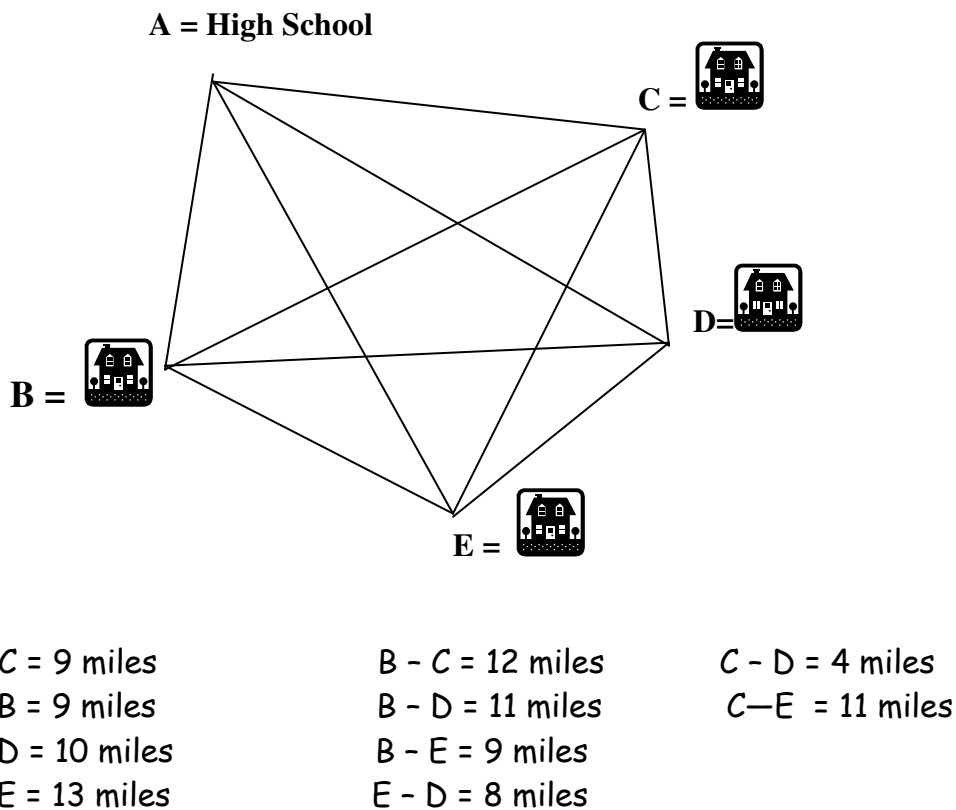 A = High School
C =
D=
B =
E =
C = 9 miles
B = 9 miles
D = 10 miles
E = 13 miles
B – C = 12 miles
B – D = 11 miles
B – E = 9 miles
E – D = 8 miles
C – D = 4 miles
C—E = 11 miles